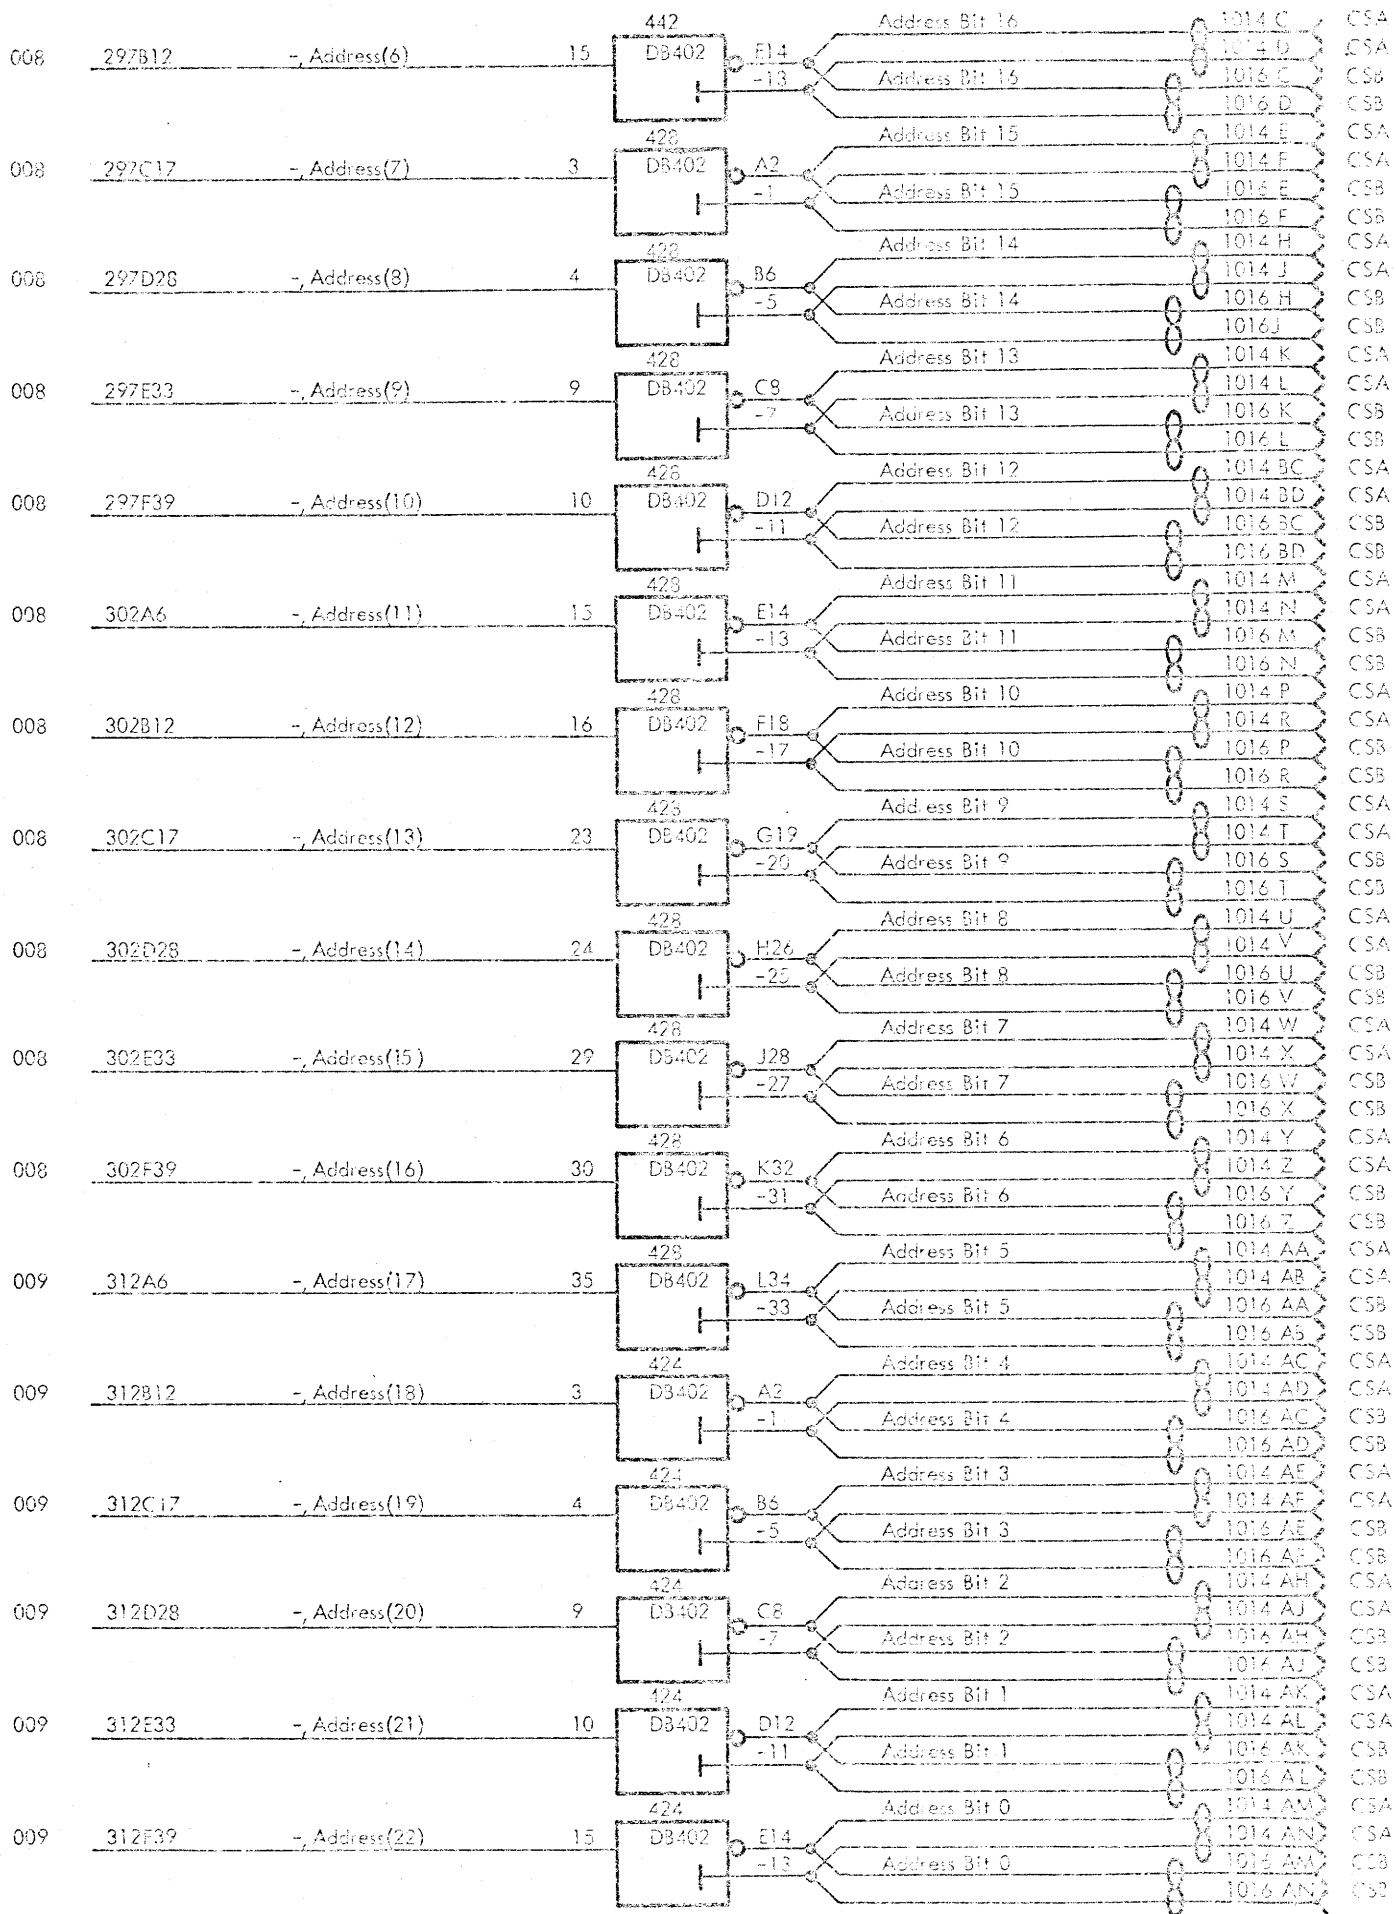 442 Address Bit 16 1014 C CSA
008 297B12 -, Address(6) 15 DB402 E14 1014 D CSA
-13 Address Bit 16 1016 C CSB
1016 D CSB
428 Address Bit 15 1014 E CSA
008 297C17 -, Address(7) 3 DB402 A2 1014 F CSA
-1 Address Bit 15 1016 E CSB
1016 F CSB
428 Address Bit 14 1014 H CSA
008 297D28 -, Address(8) 4 DB402 B6 1014 J CSA
-5 Address Bit 14 1016 H CSB
1016J CSB
428 Address Bit 13 1014 K CSA
008 297E33 -, Address(9) 9 DB402 C8 1014 L CSA
-7 Address Bit 13 1016 K CSB
1016 L CSB
428 Address Bit 12 1014 BC CSA
008 297F39 -, Address(10) 10 DB402 D12 1014 BD CSA
-11 Address Bit 12 1016 BC CSB
1016 BD CSB
428 Address Bit 11 1014 M CSA
008 302A6 -, Address(11) 15 DB402 E14 1014 N CSA
-13 Address Bit 11 1016 M CSB
1016 N CSB
428 Address Bit 10 1014 P CSA
008 302B12 -, Address(12) 16 DB402 F18 1014 R CSA
-17 Address Bit 10 1016 P CSB
1016 R CSB
428 Address Bit 9 1014 S CSA
008 302C17 -, Address(13) 23 DB402 G19 1014 T CSA
-20 Address Bit 9 1016 S CSB
1016 T CSB
428 Address Bit 8 1014 U CSA
008 302D28 -, Address(14) 24 DB402 H26 1014 V CSA
-25 Address Bit 8 1016 U CSB
1016 V CSB
428 Address Bit 7 1014 W CSA
008 302E33 -, Address(15) 29 DB402 J28 1014 X CSA
-27 Address Bit 7 1016 W CSB
1016 X CSB
428 Address Bit 6 1014 Y CSA
008 302F39 -, Address(16) 30 DB402 K32 1014 Z CSA
-31 Address Bit 6 1016 Y CSB
1016 Z CSB
428 Address Bit 5 1014 AA CSA
009 312A6 -, Address(17) 35 DB402 L34 1014 AB CSA
-33 Address Bit 5 1016 AA CSB
1016 AB CSB
424 Address Bit 4 1014 AC CSA
009 312B12 -, Address(18) 3 DB402 A2 1014 AD CSA
-1 Address Bit 4 1016 AC CSB
1016 AD CSB
424 Address Bit 3 1014 AE CSA
009 312C17 -, Address(19) 4 DB402 B6 1014 AF CSA
-5 Address Bit 3 1016 AE CSB
1016 AF CSB
424 Address Bit 2 1014 AH CSA
009 312D28 -, Address(20) 9 DB402 C8 1014 AJ CSA
-7 Address Bit 2 1016 AH CSB
1016 AJ CSB
424 Address Bit 1 1014 AK CSA
009 312E33 -, Address(21) 10 DB402 D12 1014 AL CSA
-11 Address Bit 1 1016 AK CSB
1016 AL CSB
424 Address Bit 0 1014 AM CSA
009 312F39 -, Address(22) 15 DB402 E14 1014 AN CSA
-13 Address Bit 0 1016 AM CSB
1016 AN CSB